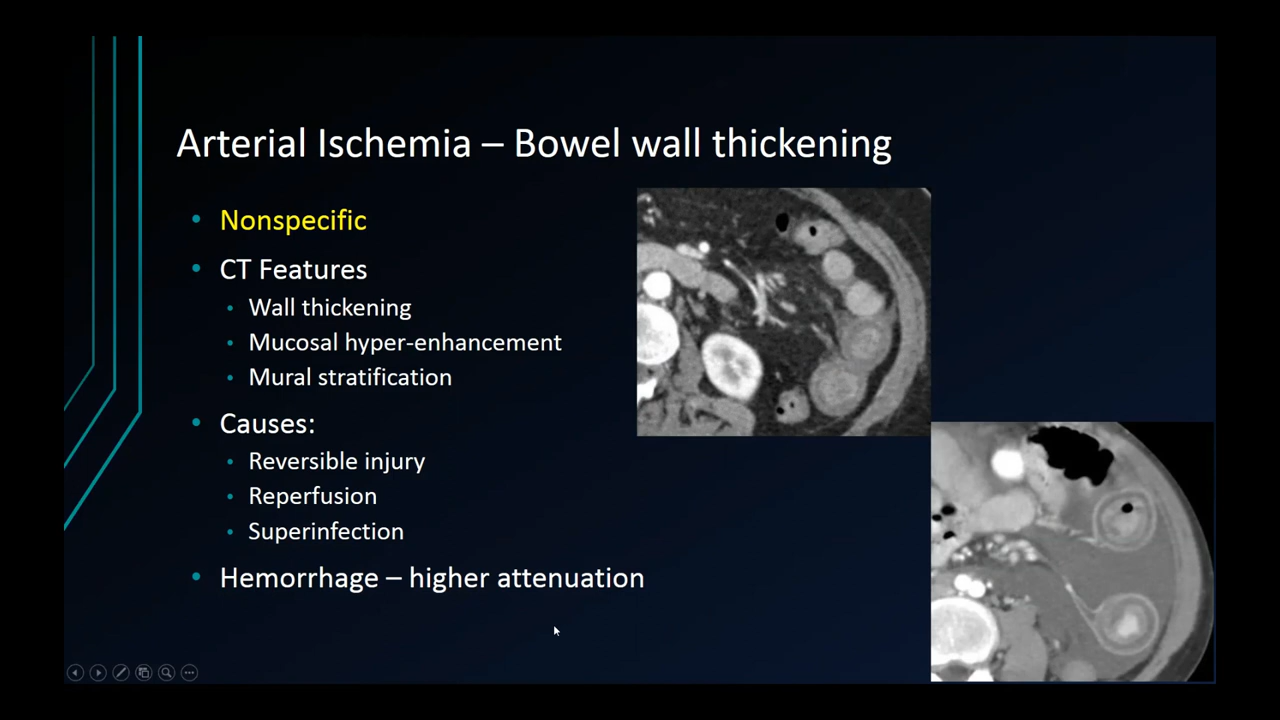 Arterial Ischemia – Bowel wall thickening
Nonspecific
CT Features
Wall thickening
Mucosal hyper-enhancement
Mural stratification
Causes:
Reversible injury
Reperfusion
Superinfection
Hemorrhage – higher attenuation